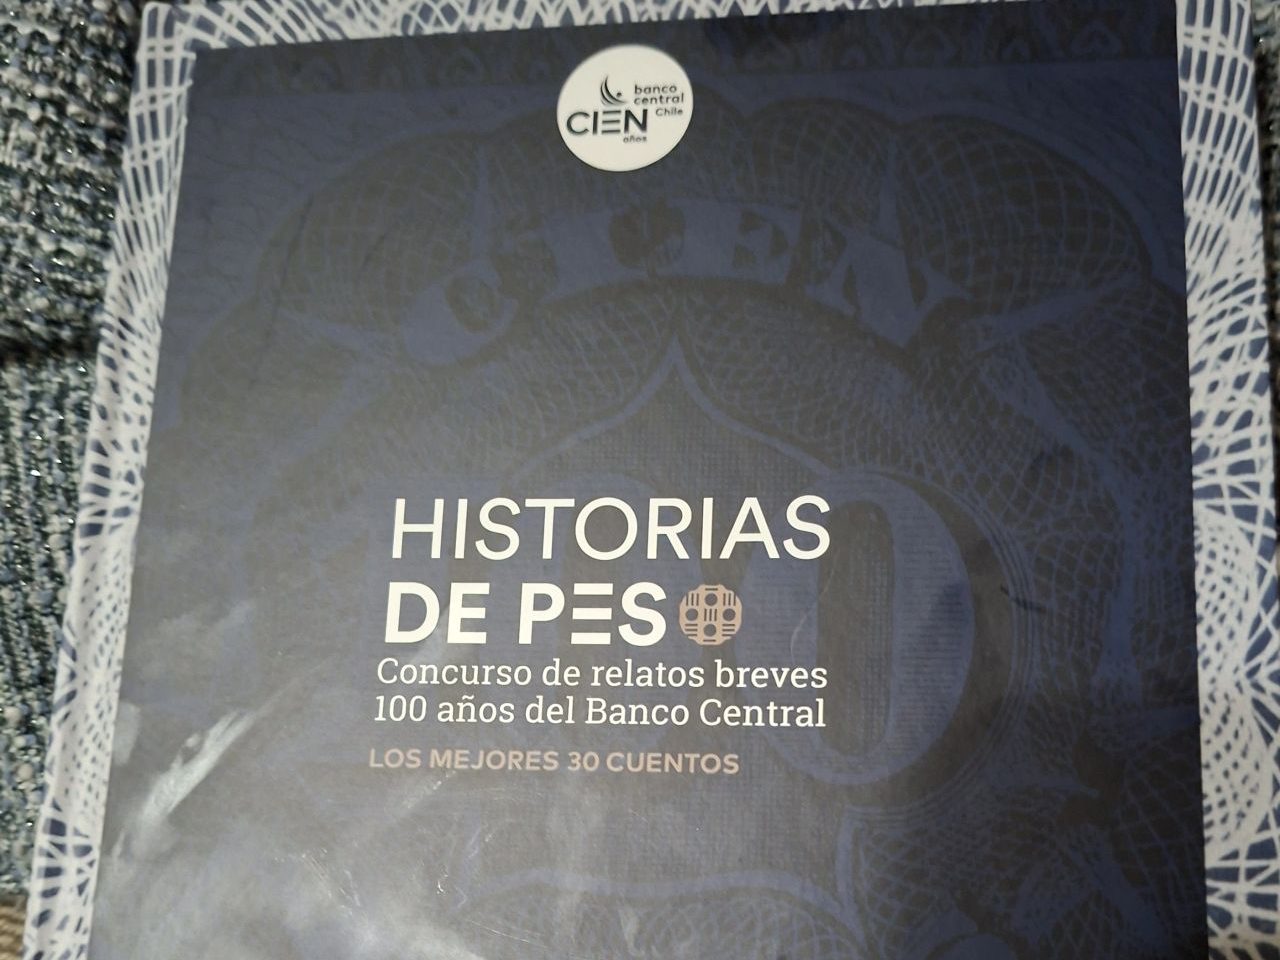 banco
central
Chile
CIEN
años
HISTORIAS
DE PES
Concurso de relatos breves
100 años del Banco Central
LOS MEJORES 30 CUENTOS